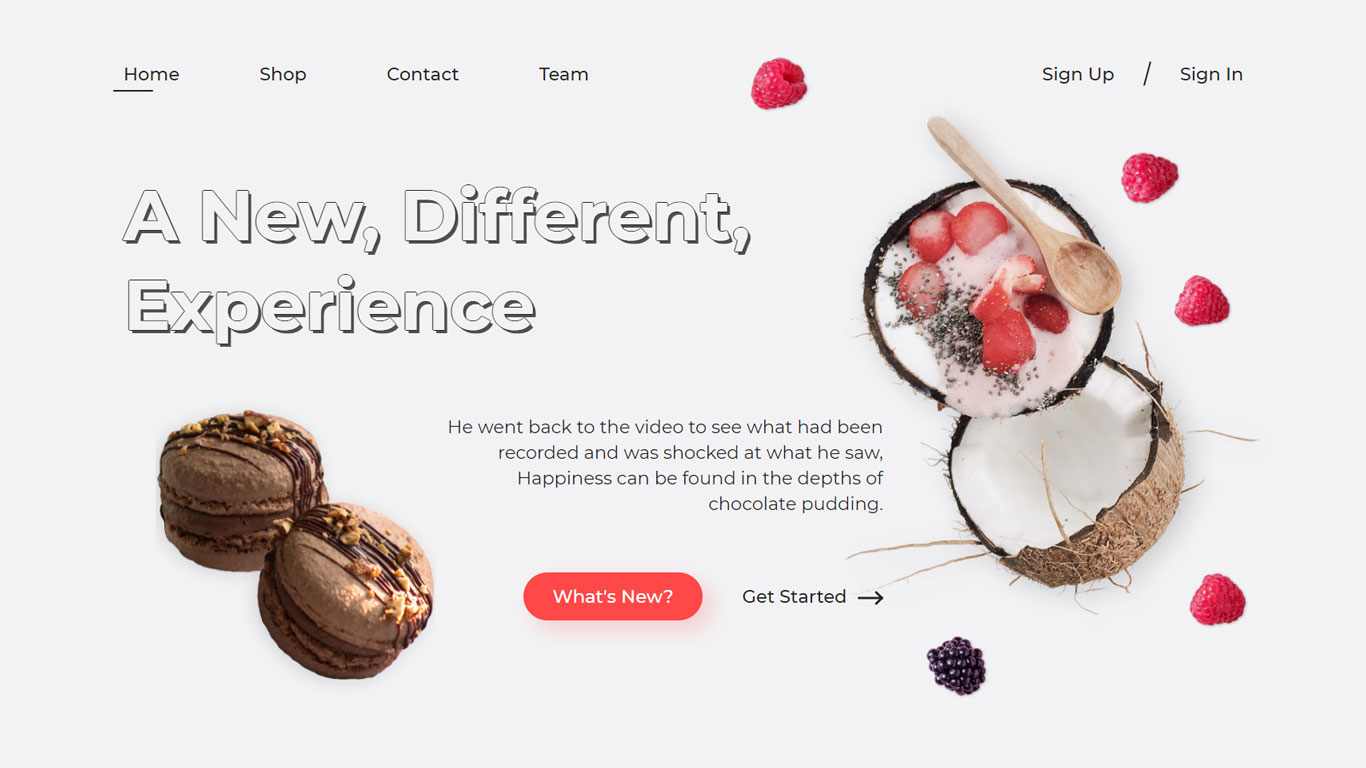 Home Shop Contact Team Sign Up / Sign In
A New, Different,
Experience
He went back to the video to see what had been
recorded and was shocked at what he saw,
Happiness can be found in the depths of
chocolate pudding.
What's New? Get Started →